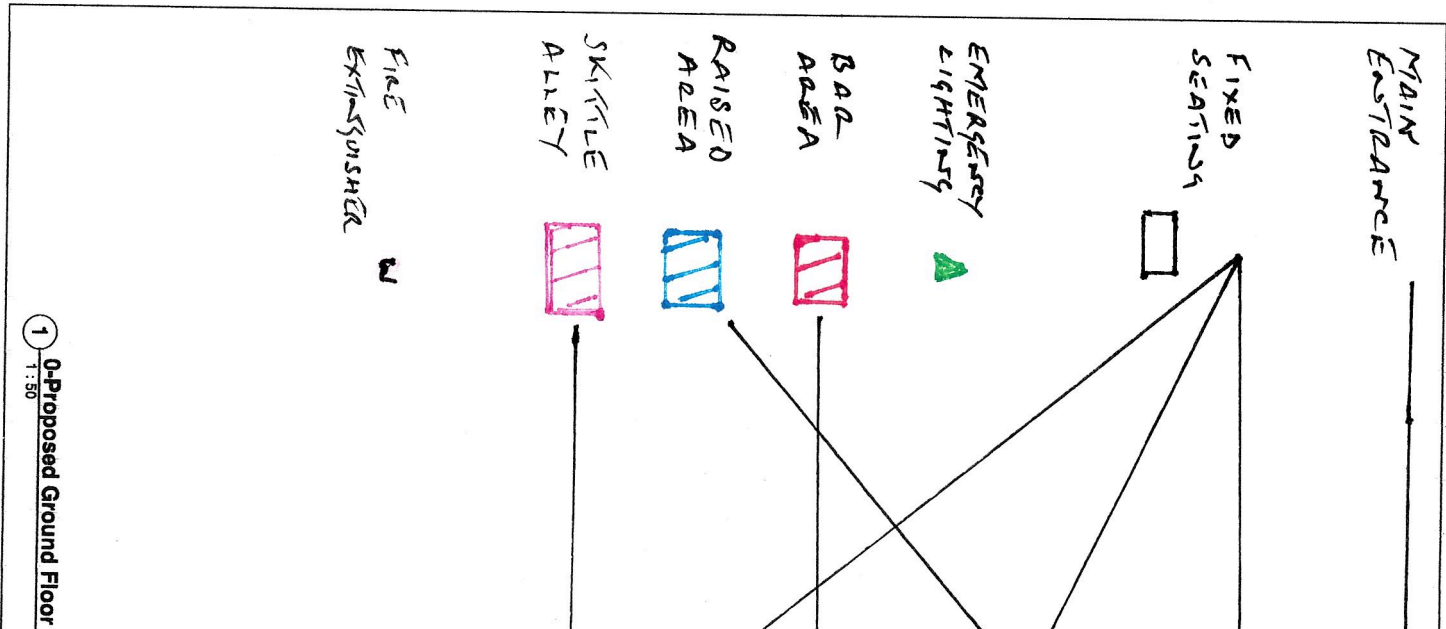 MAIN
ENTRANCE
FIXED
SEATING
EMERGENCY
LIGHTING
BAR
AREA
RAISED
AREA
SKITTLE
ALLEY
FIRE
EXTINGUISHER
W
1
0-Proposed Ground Floor
1 : 50